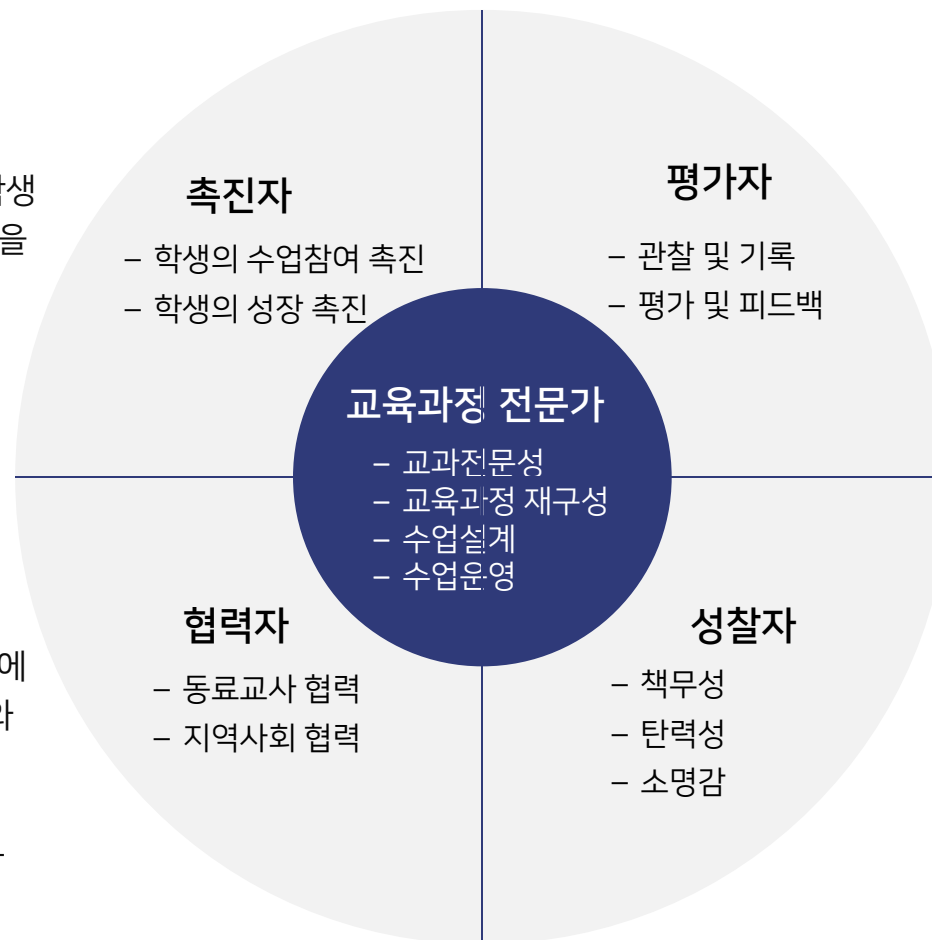 을
촉진자
– 학생의 수업참여 촉진
– 학생의 성장 촉진
평가자
– 관찰 및 기록
– 평가 및 피드백
교육과정 전문가
– 교과전문성
– 교육과정 재구성
– 수업설계
– 수업운영
에
협력자
– 동료교사 협력
– 지역사회 협력
성찰자
– 책무성
– 탄력성
– 소명감